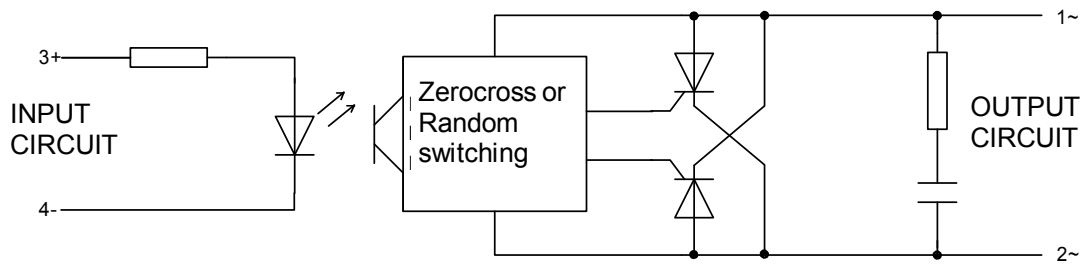 1~
3+
INPUT
CIRCUIT
4-
Zerocross or
Random
switching
OUTPUT
CIRCUIT
2~